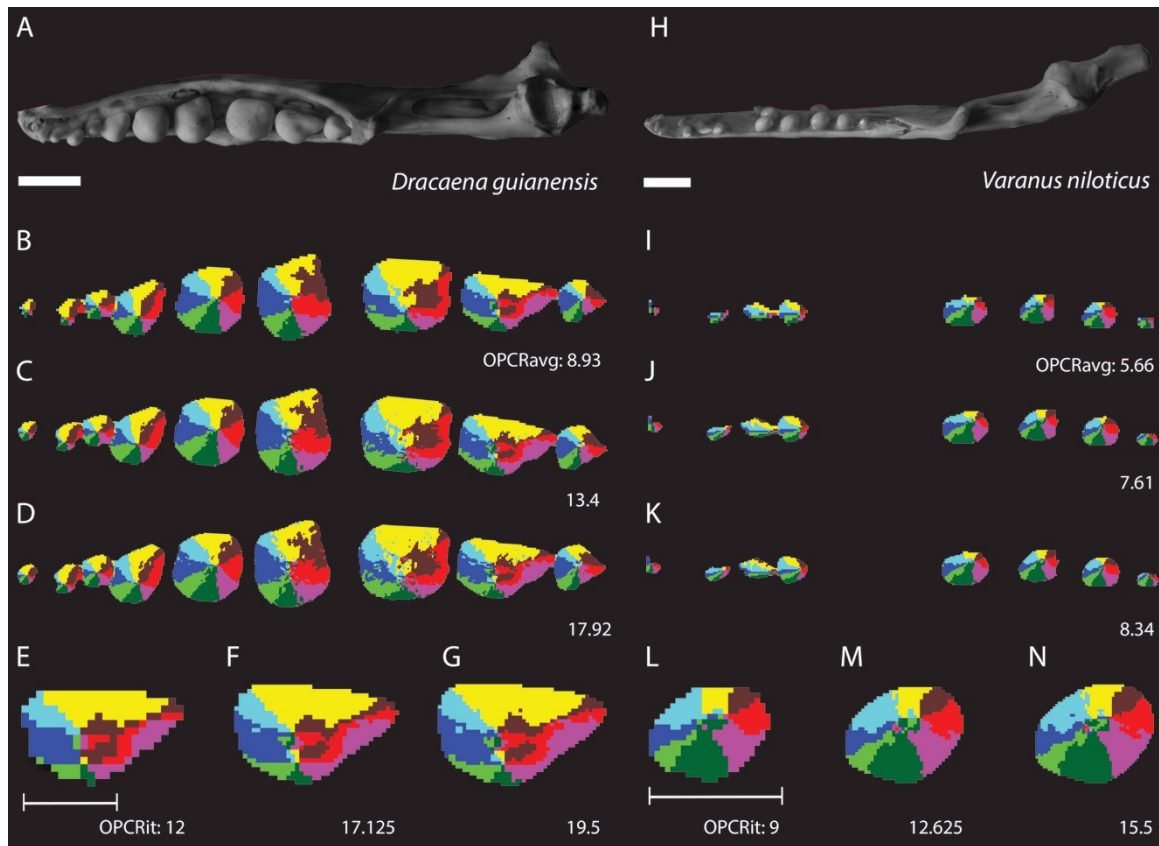 A
H
Dracaena guianensis
Varanus niloticus
B
I
OPCRavg: 8.93
OPCRavg: 5.66
C
J
13.4
7.61
D
K
17.92
8.34
E
F
G
L
M
N
OPCRit: 12
17.125
19.5
OPCRit: 9
12.625
15.5